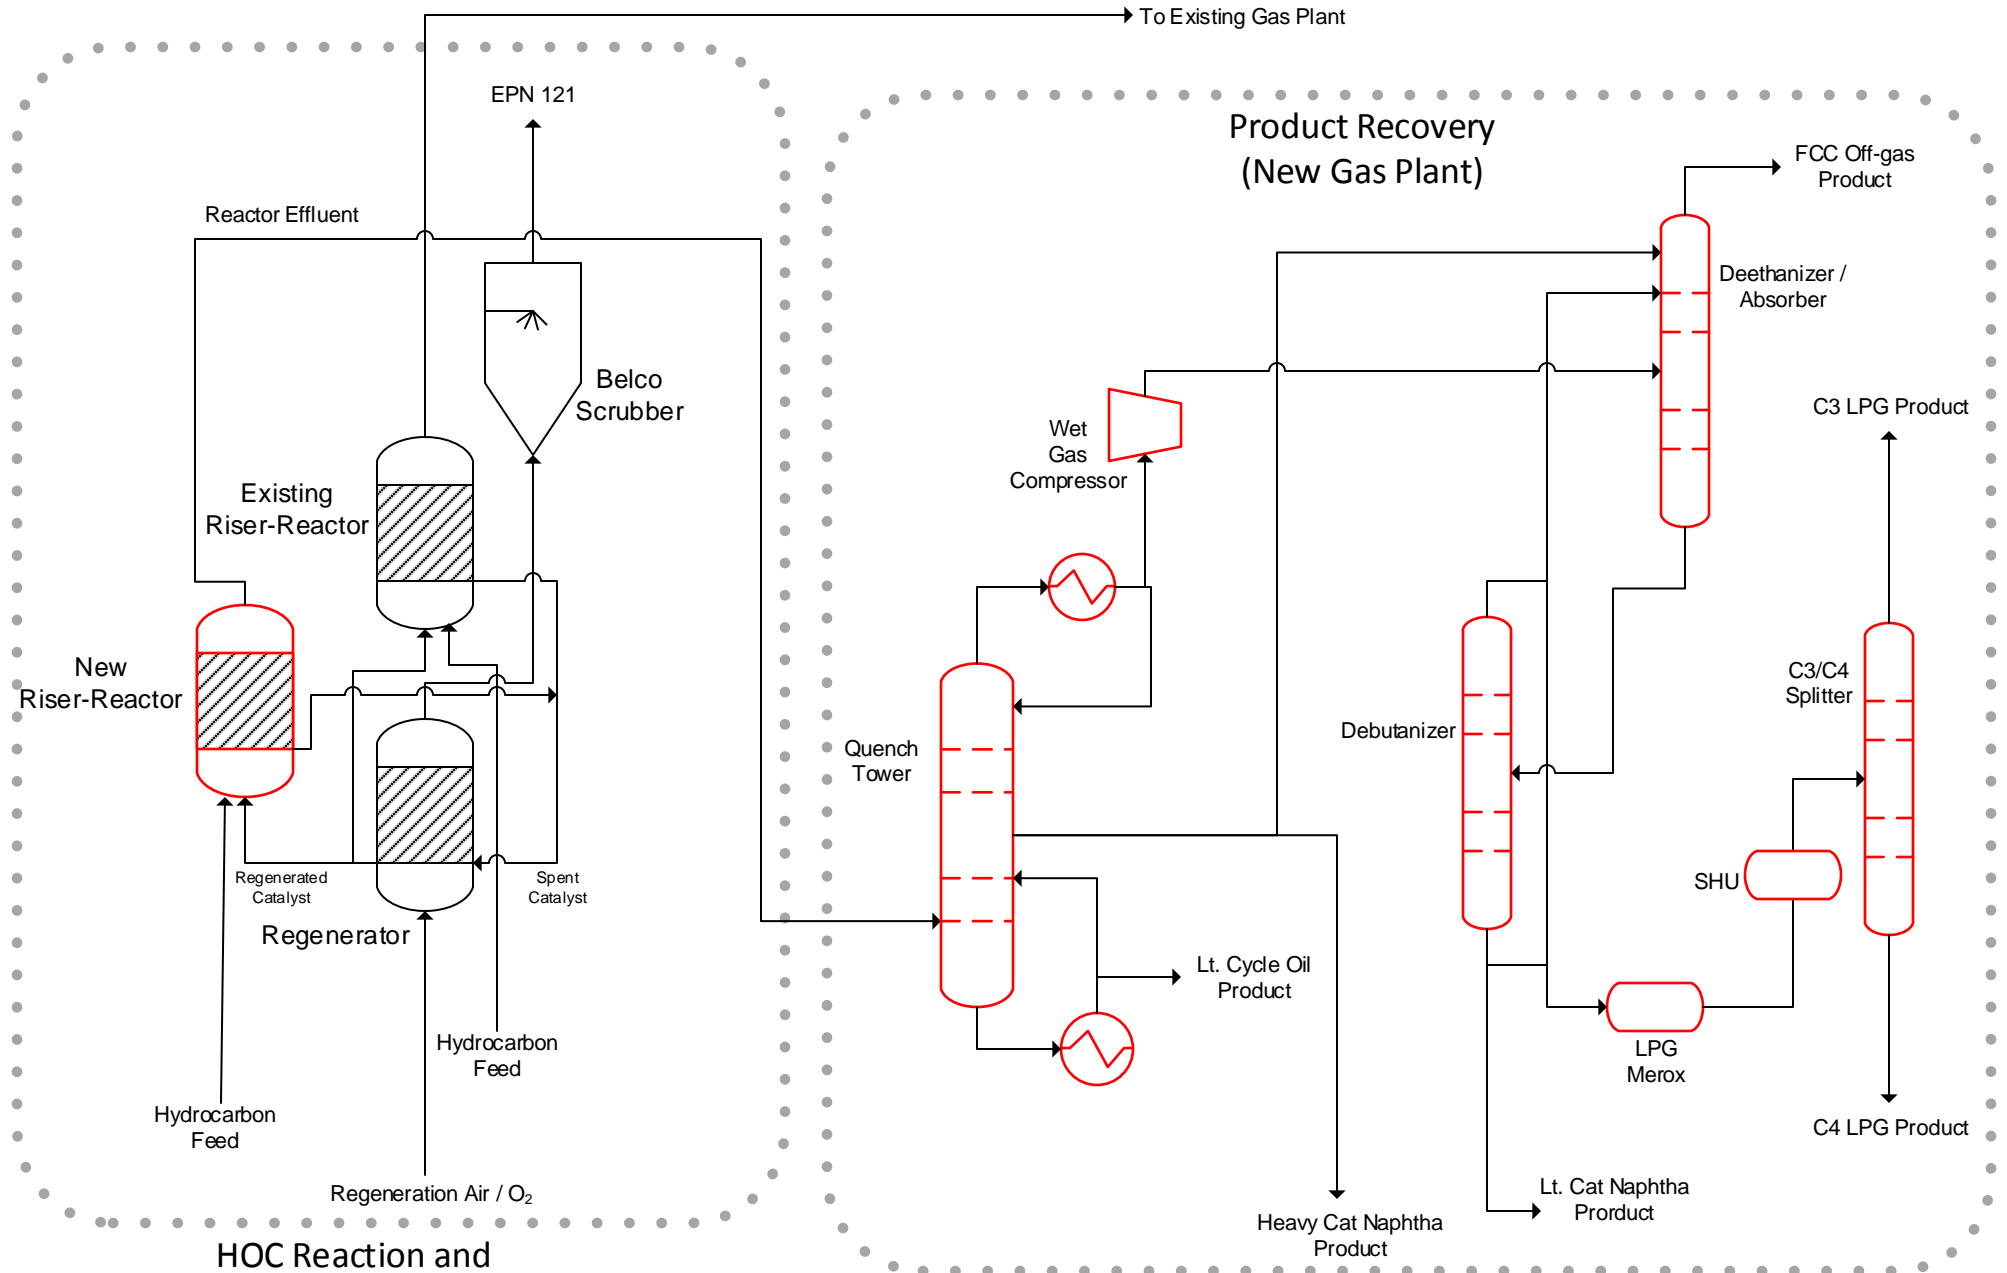 To Existing Gas Plant
EPN 121
Product Recovery
(New Gas Plant)
FCC Off-gas
Product
Reactor Effluent
Deethanizer /
Absorber
Belco
Scrubber
Wet
Gas
Compressor
C3 LPG Product
Existing
Riser-Reactor
New
Riser-Reactor
C3/C4
Splitter
Debutanizer
Quench
Tower
Regenerated
Catalyst
Spent
Catalyst
SHU
Regenerator
Lt. Cycle Oil
Product
Hydrocarbon
Feed
LPG
Merox
Hydrocarbon
Feed
C4 LPG Product
Regeneration Air / O₂
Lt. Cat Naphtha
Prorduct
Heavy Cat Naphtha
Product
HOC Reaction and